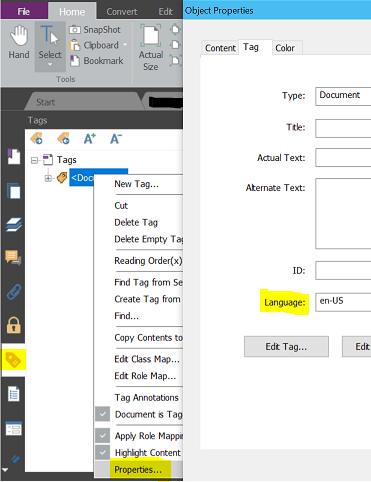 File Home Convert Edit
Hand
Select
SnapShot
Clipboard
Bookmark
Actual
Size
Tools
Start
Tags
Tags
<Doc
New Tag...
Cut
Delete Tag
Delete Empty Tag
Reading Order(x)
Find Tag from Se
Create Tag from
Find...
Copy Contents to
Edit Class Map...
Edit Role Map...
Tag Annotations
Document is Tag
Apply Role Mappin
Highlight Content
Properties...
Object Properties
Content Tag Color
Type: Document
Title:
Actual Text:
Alternate Text:
ID:
Language: en-US
Edit Tag... Edit